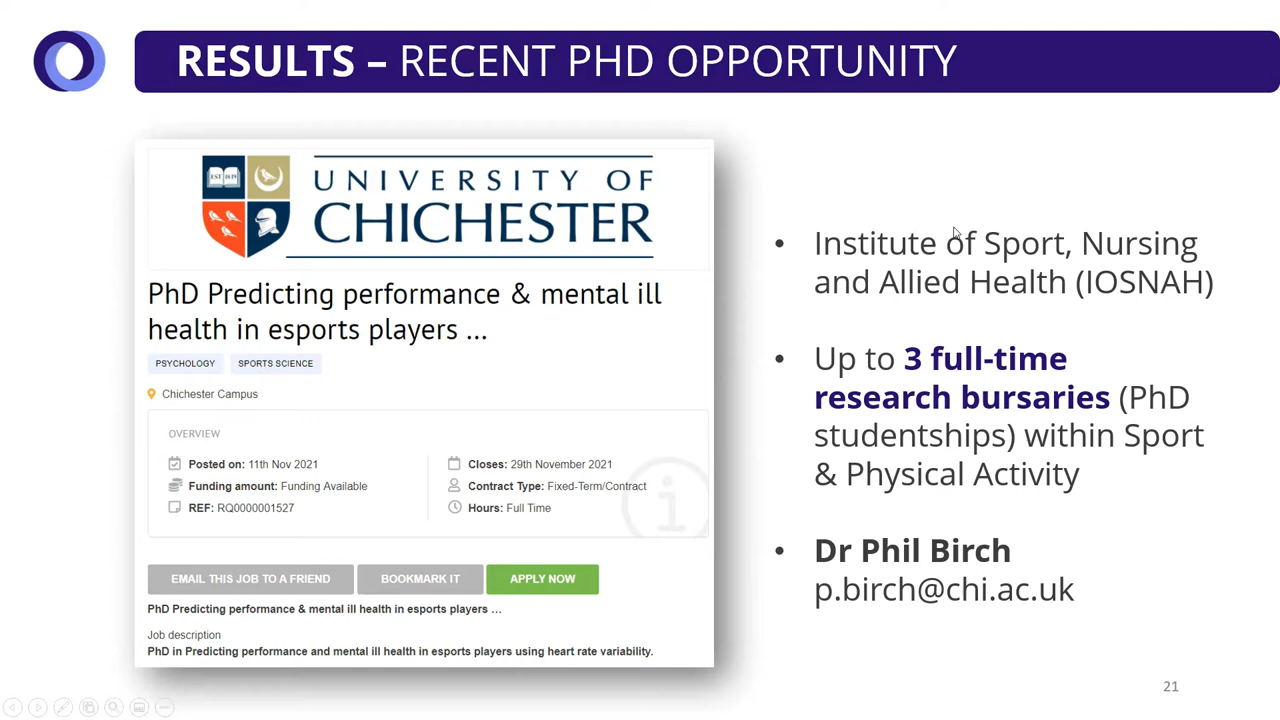 RESULTS – RECENT PHD OPPORTUNITY
EST 1839
UNIVERSITY OF
CHICHESTER
PhD Predicting performance & mental ill
health in esports players ...
PSYCHOLOGY SPORTS SCIENCE
Chichester Campus
OVERVIEW
Posted on: 11th Nov 2021
Funding amount: Funding Available
REF: RQ0000001527
Closes: 29th November 2021
Contract Type: Fixed-Term/Contract
Hours: Full Time
EMAIL THIS JOB TO A FRIEND BOOKMARK IT APPLY NOW
PhD Predicting performance & mental ill health in esports players ...
Job description
PhD in Predicting performance and mental ill health in esports players using heart rate variability.
• Institute of Sport, Nursing
and Allied Health (IOSNAH)
• Up to 3 full-time
research bursaries (PhD
studentships) within Sport
& Physical Activity
• Dr Phil Birch
p.birch@chi.ac.uk
21